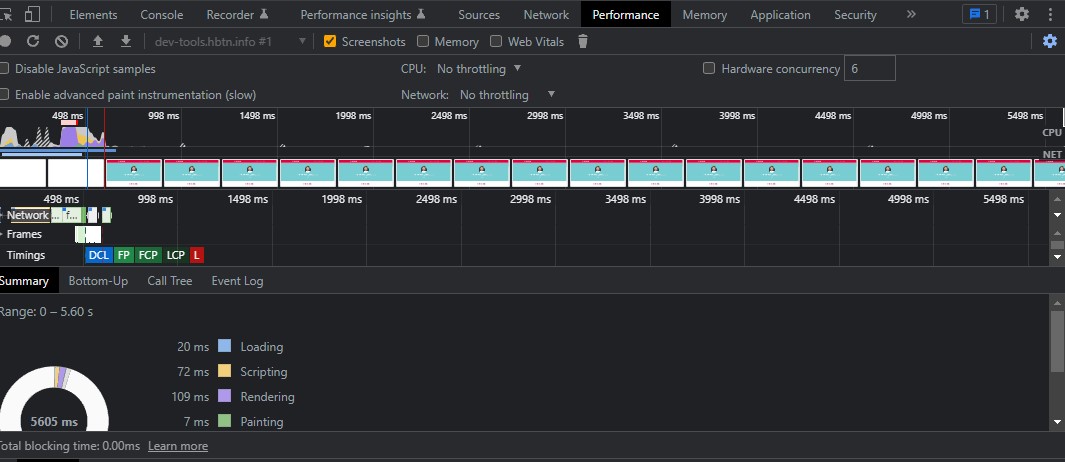 Elements Console Recorder Performance insights Sources Network Performance Memory Application Security » 1
dev-tools.hbtn.info #1 Screenshots Memory Web Vitals
Disable JavaScript samples CPU: No throttling Hardware concurrency 6
Enable advanced paint instrumentation (slow) Network: No throttling
498 ms 998 ms 1498 ms 1998 ms 2498 ms 2998 ms 3498 ms 3998 ms 4498 ms 4998 ms 5498 ms
CPU
NET
498 ms 998 ms 1498 ms 1998 ms 2498 ms 2998 ms 3498 ms 3998 ms 4498 ms 4998 ms 5498 ms
Network ... f...
Frames
Timings DCL FP FCP LCP L
Summary Bottom-Up Call Tree Event Log
Range: 0 – 5.60 s
20 ms Loading
72 ms Scripting
109 ms Rendering
5605 ms 7 ms Painting
Total blocking time: 0.00ms Learn more